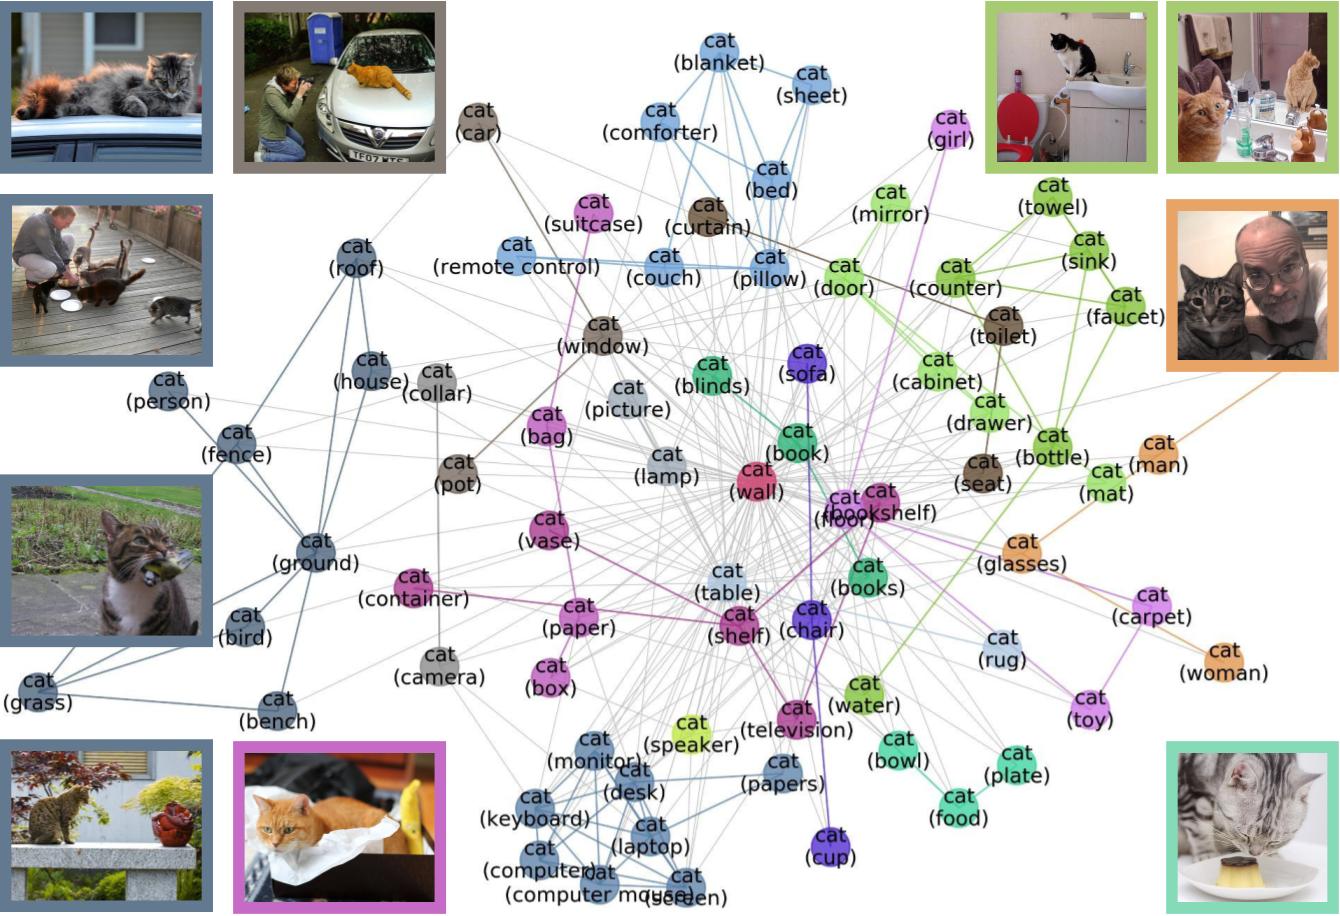 cat
(blanket)
cat
(sheet)
cat
(car)
cat
(comforter)
cat
(girl)
cat
(bed)
cat
(suitcase)
cat
(curtain)
cat
(mirror)
cat
(towel)
cat
(roof)
cat
(remote control)
cat
(couch)
cat
(pillow)
cat
(door)
cat
(counter)
cat
(sink)
cat
(faucet)
cat
(window)
cat
(toilet)
cat
(person)
cat
(house)
cat
(collar)
cat
(picture)
cat
(blinds)
cat
(sofa)
cat
(cabinet)
cat
(drawer)
cat
(fence)
cat
(bag)
cat
(pot)
cat
(lamp)
cat
(book)
cat
(wall)
cat
(seat)
cat
(bottle)
cat
(mat)
cat
(man)
cat
(floor)
cat
(bookshelf)
cat
(ground)
cat
(vase)
cat
(glasses)
cat
(container)
cat
(table)
cat
(books)
cat
(bird)
cat
(paper)
cat
(shelf)
cat
(chair)
cat
(carpet)
cat
(grass)
cat
(bench)
cat
(camera)
cat
(box)
cat
(rug)
cat
(woman)
cat
(water)
cat
(toy)
cat
(monitor)
cat
(speaker)
cat
(television)
cat
(desk)
cat
(papers)
cat
(bowl)
cat
(plate)
cat
(keyboard)
cat
(laptop)
cat
(food)
cat
(computer)
cat
(computer mouse)
cat
(screen)
cat
(cup)